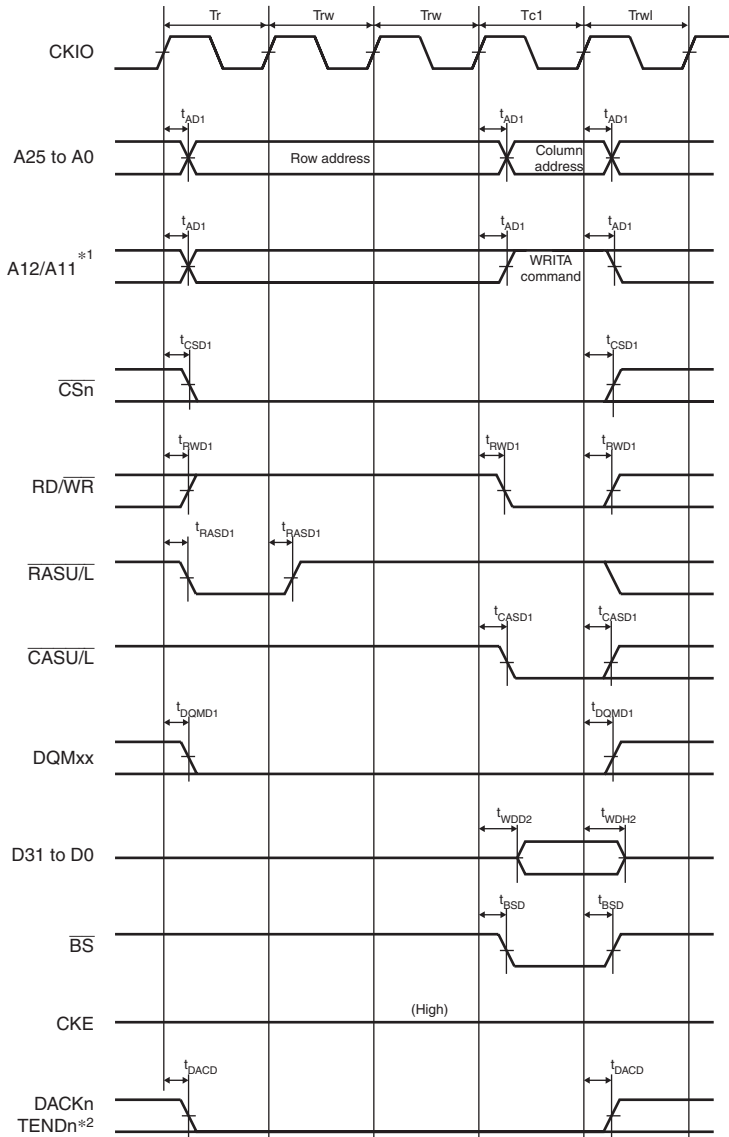 Tr Trw Trw Tc1 Trwl
CKIO
tAD1 tAD1 tAD1
A25 to A0 Row address Column address
tAD1 tAD1 tAD1
A12/A11*1 WRITA command
tCSD1 tCSD1
CSn
tRWD1 tRWD1 tRWD1
RD/WR
tRASD1 tRASD1
RASU/L
tCASD1 tCASD1
CASU/L
tDQMD1 tDQMD1
DQMxx
tWDD2 tWDH2
D31 to D0
tBSD tBSD
BS
(High)
CKE
tDACD tDACD
DACKn
TENDn*2